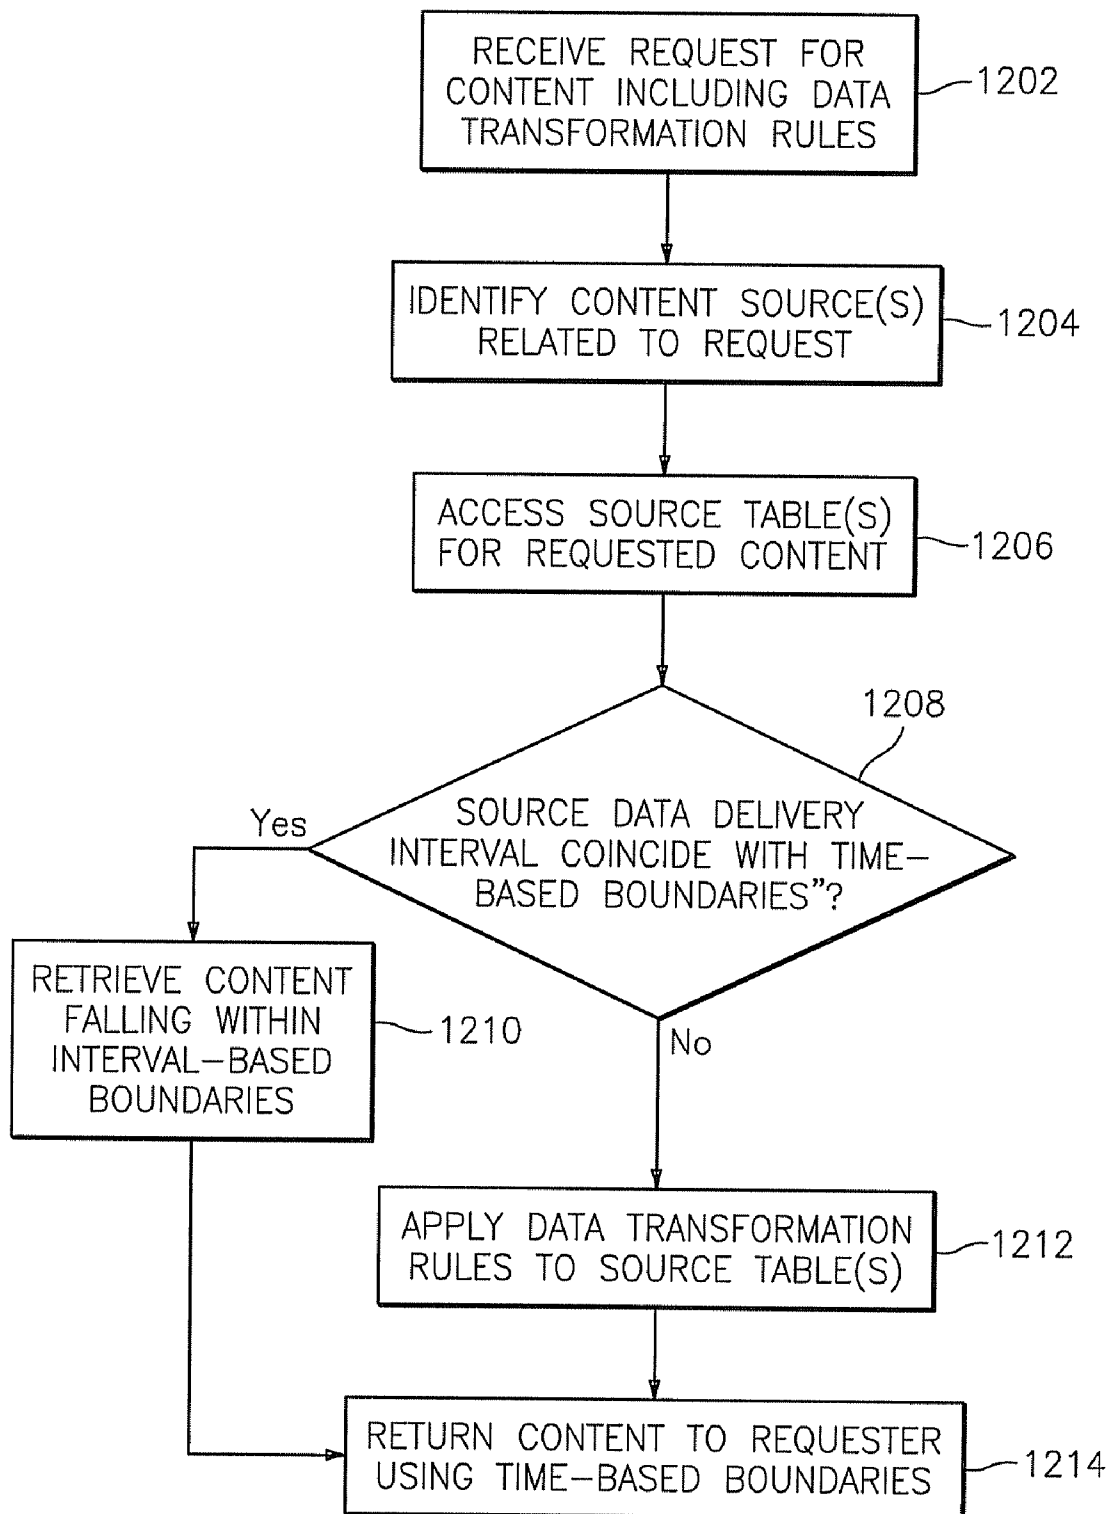 RECEIVE REQUEST FOR
CONTENT INCLUDING DATA
TRANSFORMATION RULES
1202
IDENTIFY CONTENT SOURCE(S)
RELATED TO REQUEST
1204
ACCESS SOURCE TABLE(S)
FOR REQUESTED CONTENT
1206
1208
SOURCE DATA DELIVERY
INTERVAL COINCIDE WITH TIME–
BASED BOUNDARIES”?
Yes
No
RETRIEVE CONTENT
FALLING WITHIN
INTERVAL–BASED
BOUNDARIES
1210
APPLY DATA TRANSFORMATION
RULES TO SOURCE TABLE(S)
1212
RETURN CONTENT TO REQUESTER
USING TIME–BASED BOUNDARIES
1214